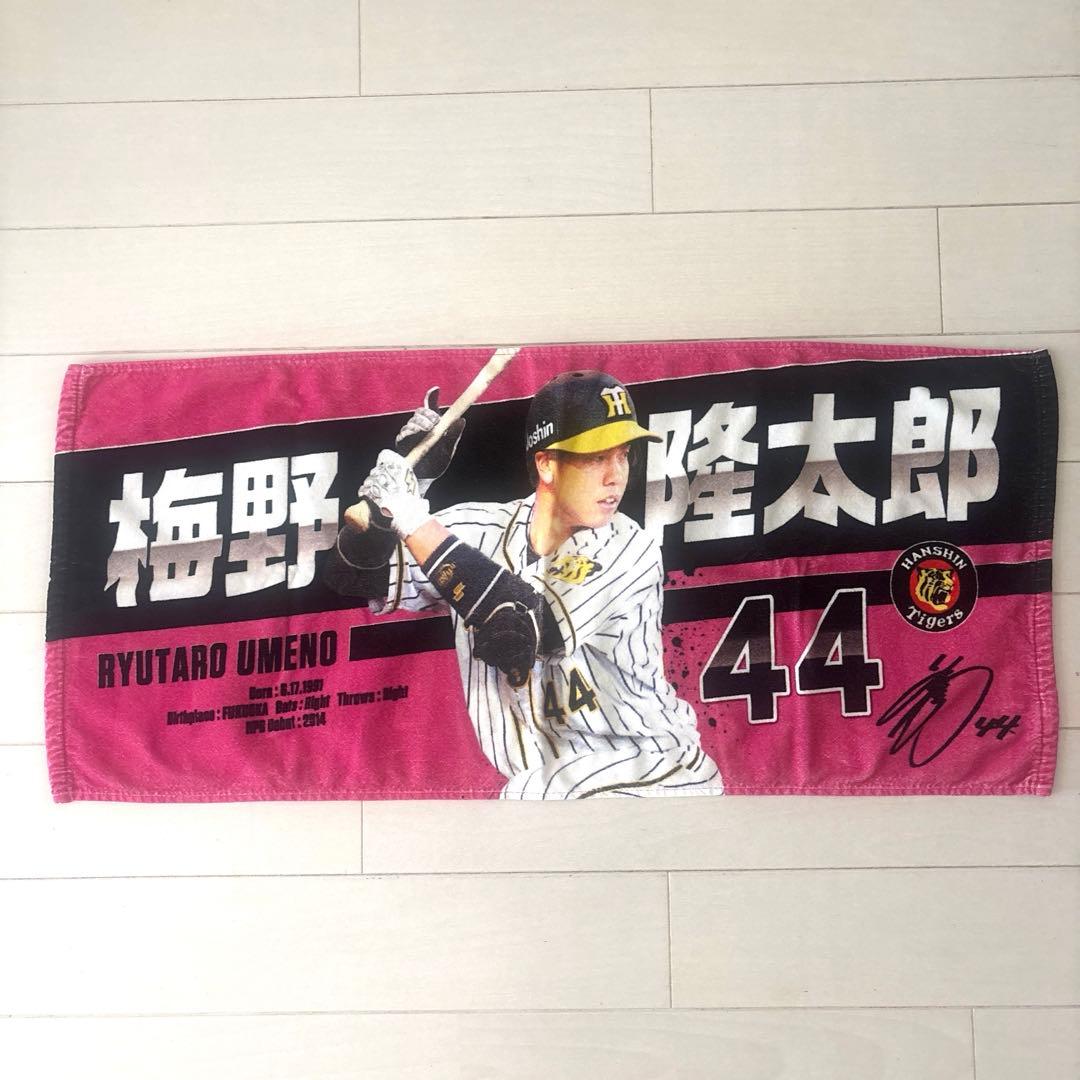 梅野 隆太郎
Joshin
RYUTARO UMENO
Born : 6.17.1991
Birthplace : FUKUOKA Bats : Right Throws : Right
NPB Debut : 2014
44
44
HANSHIN
Tigers
44